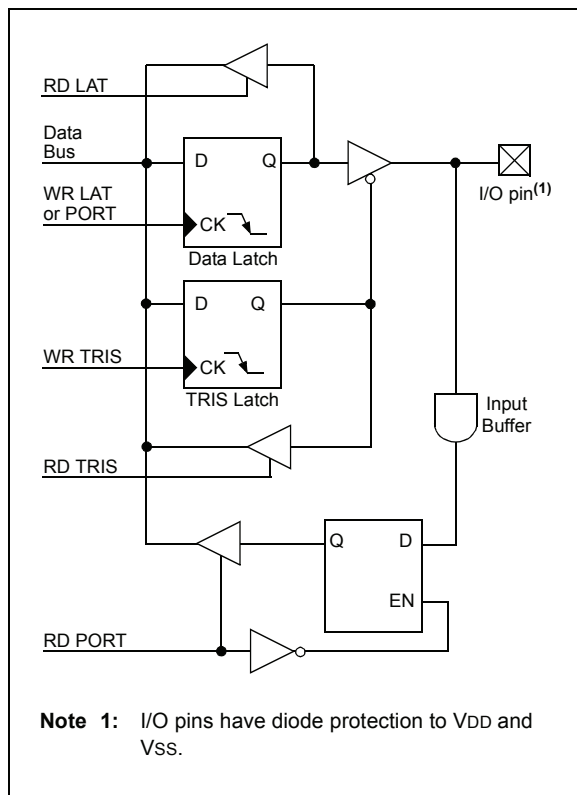 RD LAT
Data
Bus
D Q
WR LAT
or PORT
I/O pin(1)
CK
Data Latch
D Q
WR TRIS
CK
TRIS Latch
Input
Buffer
RD TRIS
Q D
EN
RD PORT
Note 1: I/O pins have diode protection to VDD and
VSS.